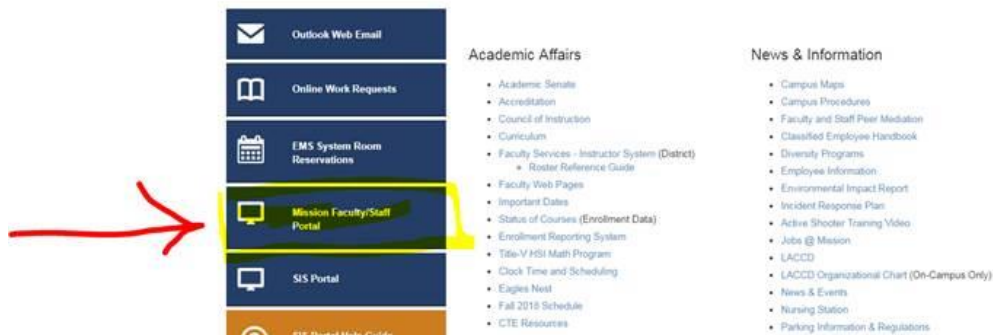 Outlook Web Email
Online Work Requests
EMS System Room
Reservations
Mission Faculty/Staff
Portal
SIS Portal
SIS Portal Help Guide
Academic Affairs
Academic Senate
Accreditation
Council of Instruction
Curriculum
Faculty Services - Instructor System (District)
Roster Reference Guide
Faculty Web Pages
Important Dates
Status of Courses (Enrollment Data)
Enrollment Reporting System
Title-V HSI Math Program
Clock Time and Scheduling
Eagles Nest
Fall 2018 Schedule
CTE Resources
News & Information
Campus Maps
Campus Procedures
Faculty and Staff Peer Mediation
Classified Employee Handbook
Diversity Programs
Employee Information
Environmental Impact Report
Incident Response Plan
Active Shooter Training Video
Jobs @ Mission
LACCD
LACCD Organizational Chart (On-Campus Only)
News & Events
Nursing Station
Parking Information & Regulations